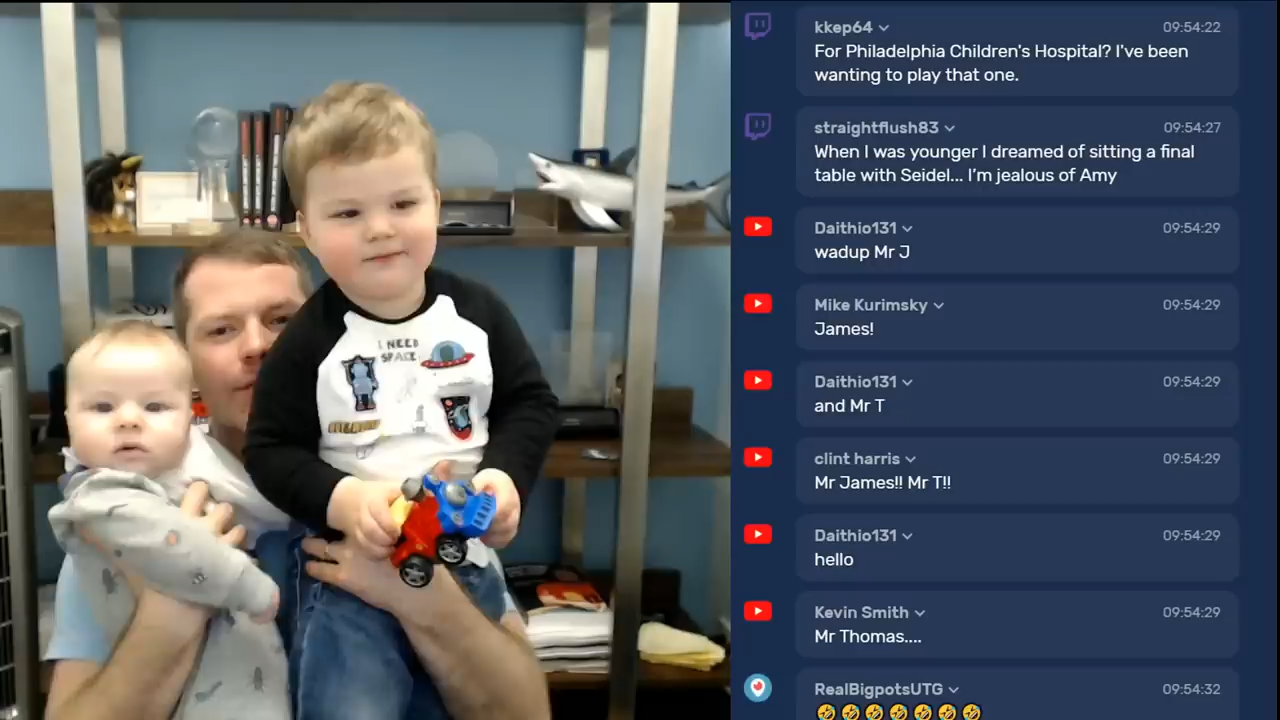 I NEED
SPACE
kkep64
09:54:22
For Philadelphia Children's Hospital? I've been
wanting to play that one.
straightflush83
09:54:27
When I was younger I dreamed of sitting a final
table with Seidel... I'm jealous of Amy
Daithio131
09:54:29
wadup Mr J
Mike Kurimsky
09:54:29
James!
Daithio131
09:54:29
and Mr T
clint harris
09:54:29
Mr James!! Mr T!!
Daithio131
09:54:29
hello
Kevin Smith
09:54:29
Mr Thomas....
RealBigpotsUTG
09:54:32
🤣🤣🤣🤣🤣🤣🤣